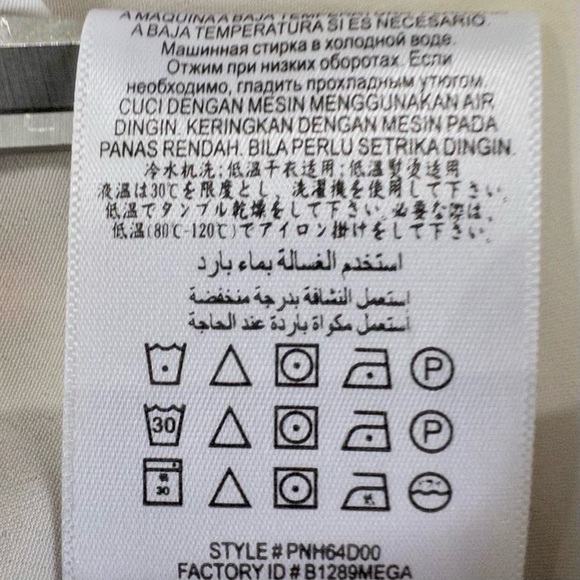 A MAQUINA A BAJA TEMPERATURA
A BAJA TEMPERATURA SI ES NECESARIO.
Машинная стирка в холодной воде.
Отжим при низких оборотах. Если
необходимо, гладить прохладным утюгом.
CUCI DENGAN MESIN MENGGUNAKAN AIR
DINGIN. KERINGKAN DENGAN MESIN PADA
PANAS RENDAH. BILA PERLU SETRIKA DINGIN.
冷水机洗;低温干衣适用;低温熨烫适用
液温は30℃を限度とし、洗濯機を使用して下さい。
低温でタンブル乾燥をして下さい。必要な際は、
低温(80℃-120℃)でアイロン掛けをして下さい。
استخدم الغسالة بماء بارد
استعمل النشافة بدرجة منخفضة
استعمل مكواة باردة عند الحاجة
P
30 P
低 30 低
STYLE # PNH64D00
FACTORY ID # B1289MEGA